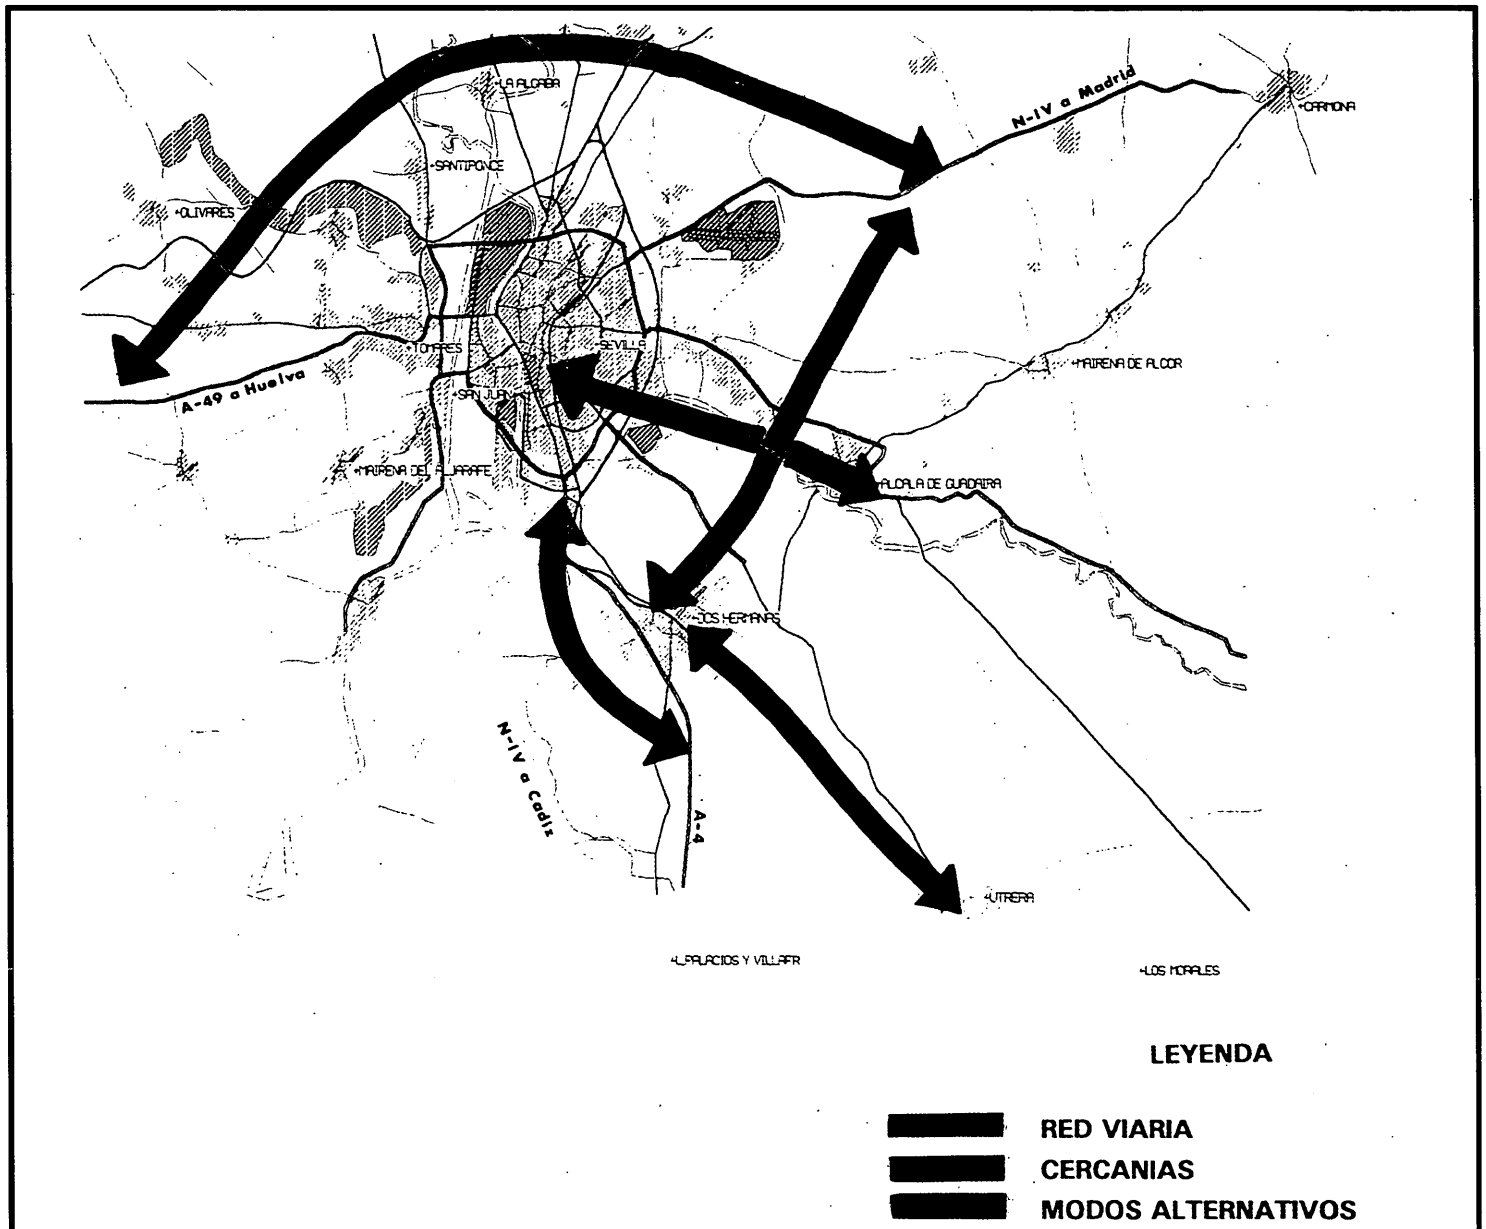 LA ALGABA
N-IV a Madrid
CARMONA
SANTIPONCE
OLIVARES
TOMARES
SEVILLA
MAIRENA DE ALCOR
A-49 a Huelva
SAN JUAN
MAIRENA DEL ALJARAFE
ALCALA DE GUADAIRA
DOS HERMANAS
N-IV a Cadiz
A-4
UTRERA
L PALACIOS Y VILLAFR
LOS MORALES
LEYENDA
RED VIARIA
CERCANIAS
MODOS ALTERNATIVOS